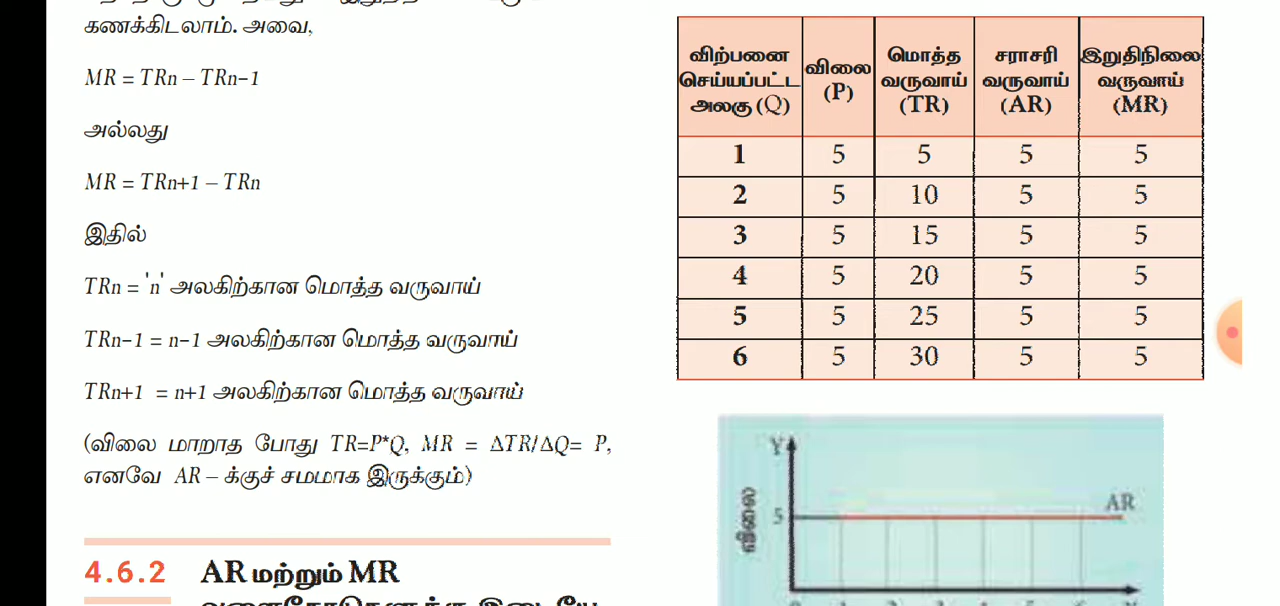 கணக்கிடலாம். அவை,
MR = TRn – TRn–1
அல்லது
MR = TRn+1 – TRn
இதில்
TRn = 'n' அலகிற்கான மொத்த வருவாய்
TRn–1 = n–1 அலகிற்கான மொத்த வருவாய்
TRn+1 = n+1 அலகிற்கான மொத்த வருவாய்
(விலை மாறாத போது TR=P*Q, MR = ΔTR/ΔQ= P,
எனவே AR – க்குச் சமமாக இருக்கும்)
4.6.2 AR மற்றும் MR
விற்பனை செய்யப்பட்ட அலகு (Q) விலை (P) மொத்த வருவாய் (TR) சராசரி வருவாய் (AR) இறுதிநிலை வருவாய் (MR)
1 5 5 5 5
2 5 10 5 5
3 5 15 5 5
4 5 20 5 5
5 5 25 5 5
6 5 30 5 5
Y
AR
5
விலை